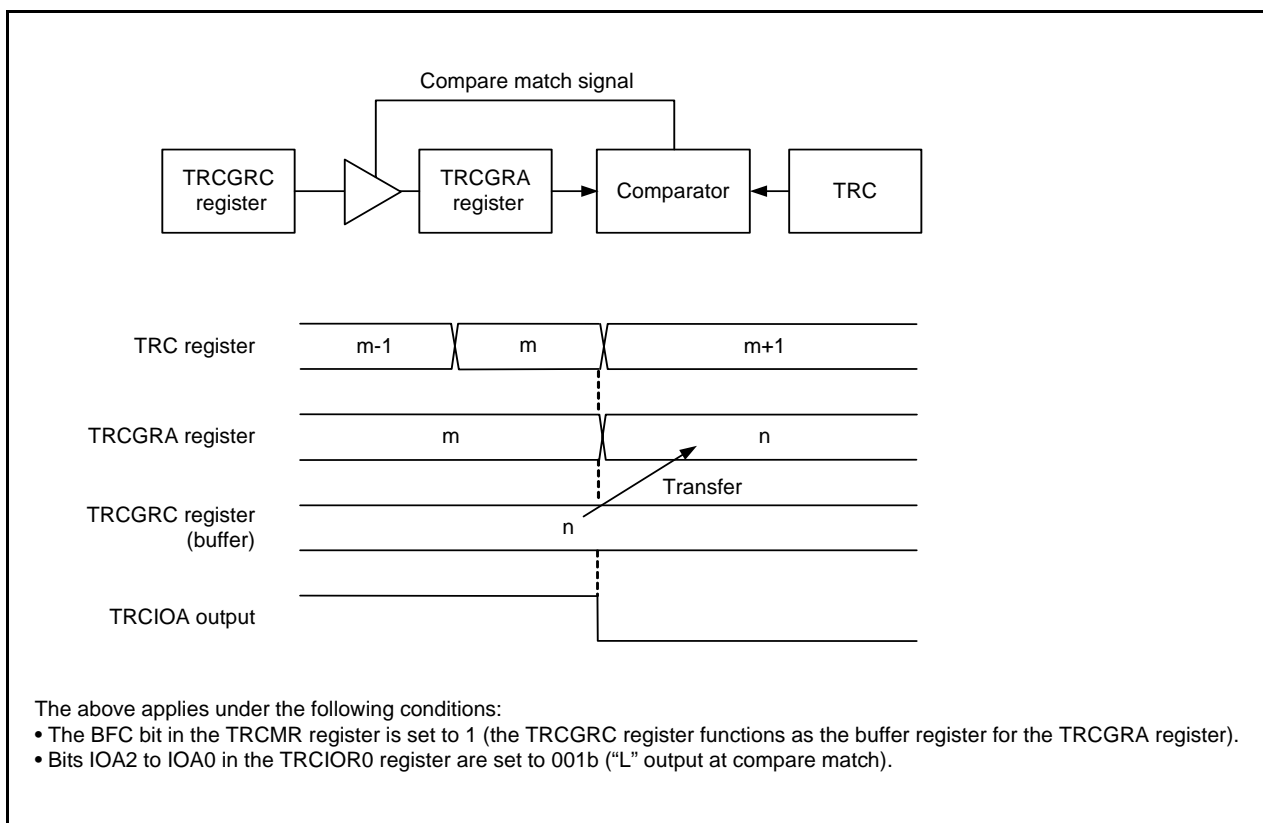 Compare match signal
TRCGRC
register
TRCGRA
register
Comparator
TRC
TRC register
m-1
m
m+1
TRCGRA register
m
n
Transfer
TRCGRC register
(buffer)
n
TRCIOA output
The above applies under the following conditions:
• The BFC bit in the TRCMR register is set to 1 (the TRCGRC register functions as the buffer register for the TRCGRA register).
• Bits IOA2 to IOA0 in the TRCIOR0 register are set to 001b (“L” output at compare match).